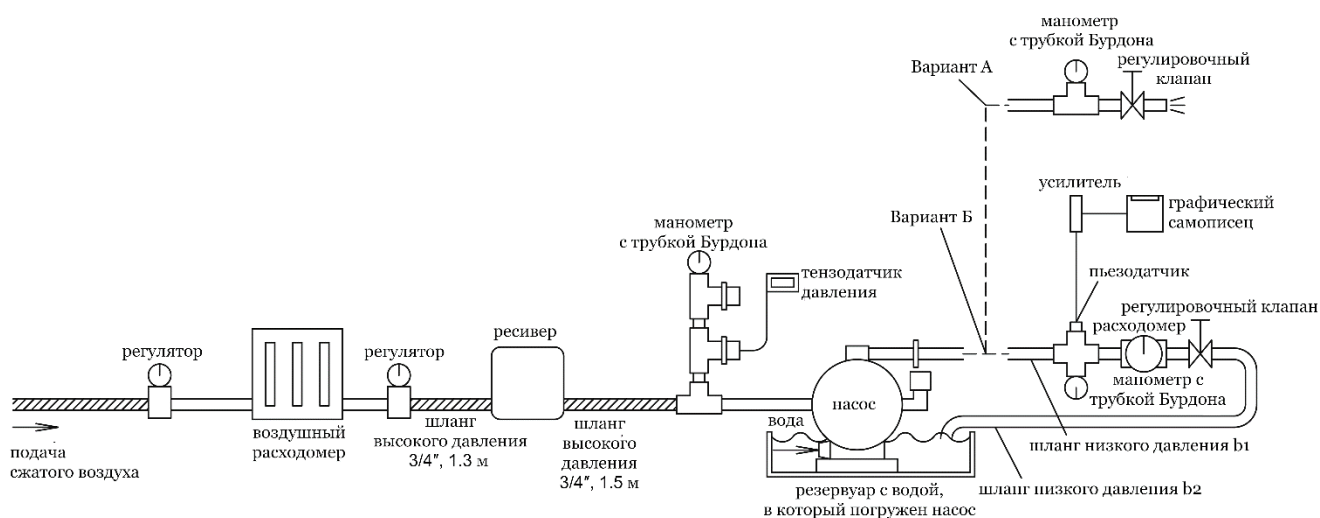 манометр
с трубкой Бурдона
регулировочный
клапан
Вариант А
усилитель
графический
самописец
Вариант Б
манометр
с трубкой Бурдона
тензодатчик
давления
пьезодатчик
регулировочный клапан
расходомер
ресивер
регулятор
регулятор
манометр с
трубкой Бурдона
насос
вода
воздушный
расходомер
шланг
высокого давления
3/4", 1.3 м
шланг
высокого
давления
3/4", 1.5 м
подача
сжатого воздуха
шланг низкого давления b1
шланг низкого давления b2
резервуар с водой,
в который погружен насос